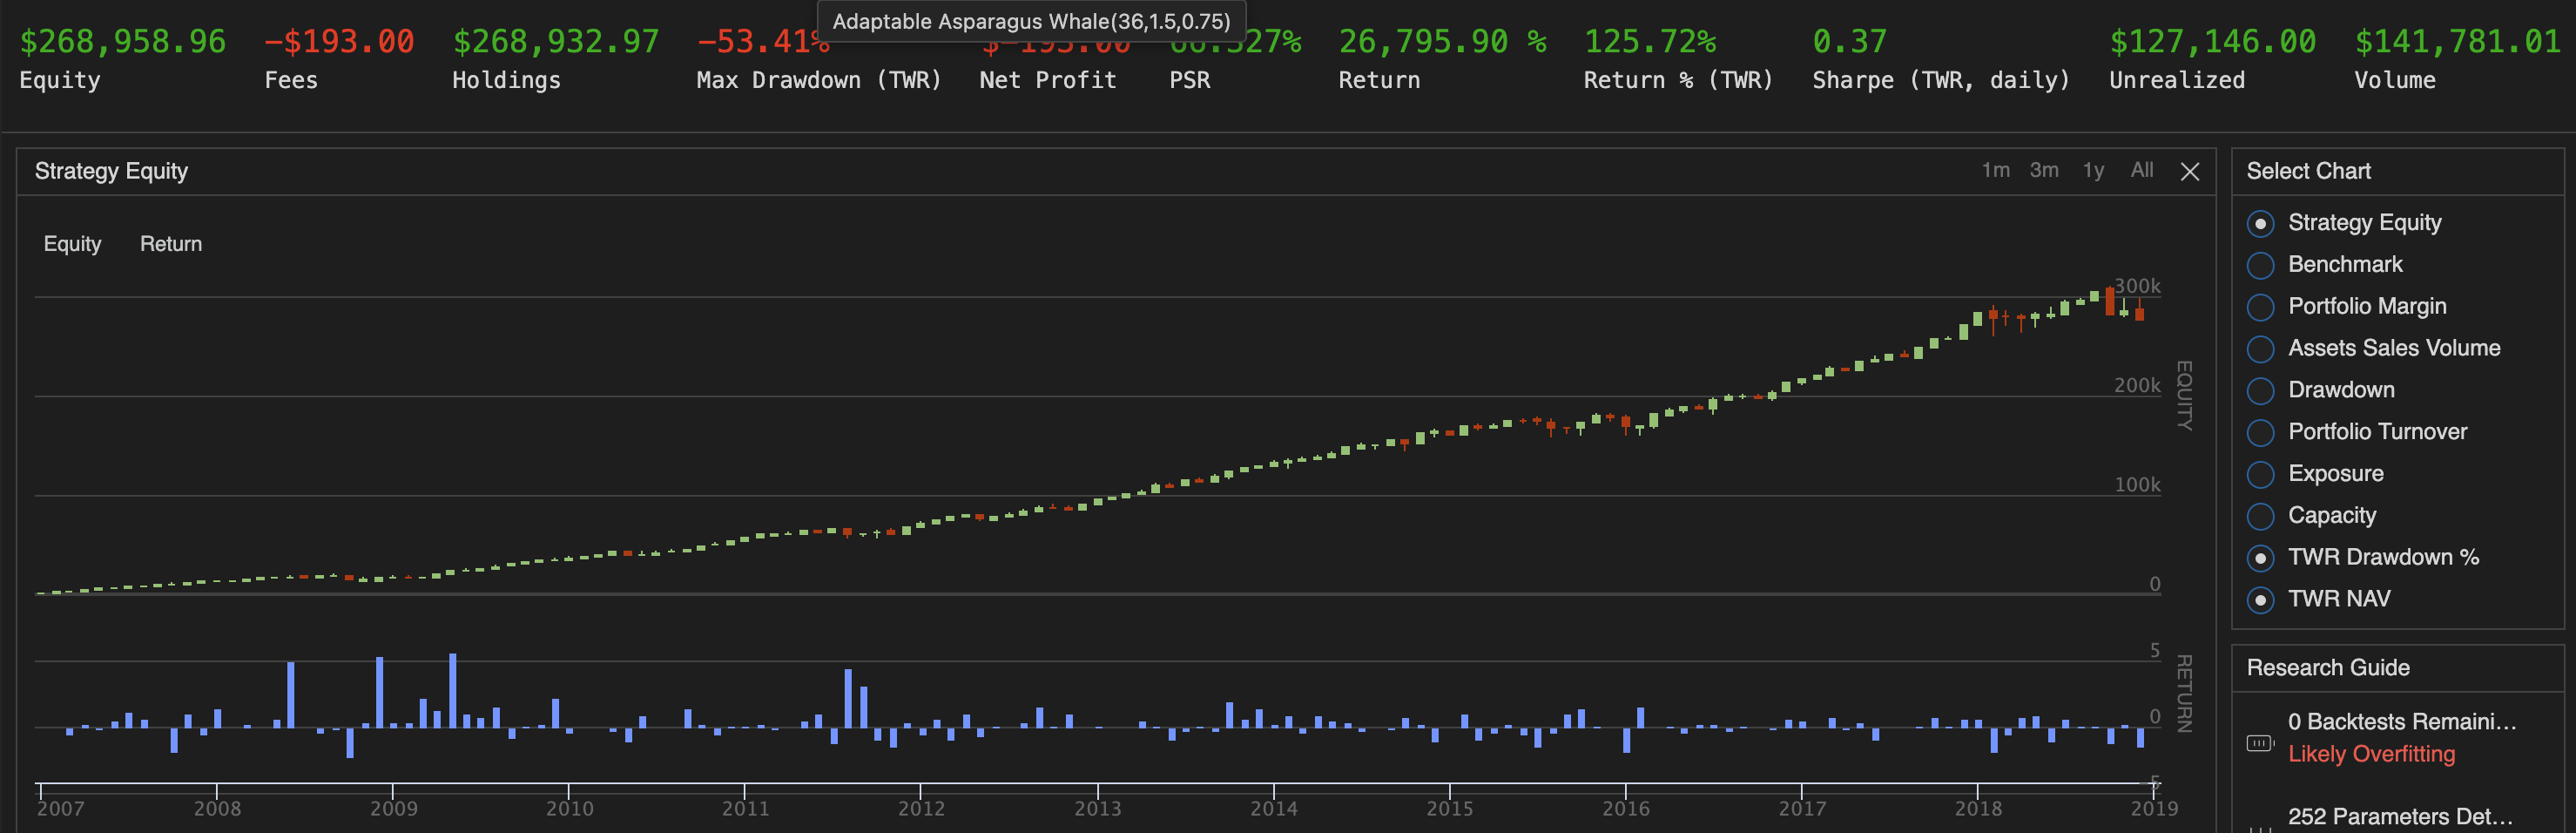 Adaptable Asparagus Whale(36,1.5,0.75)
$268,958.96 −$193.00 $268,932.97 −53.41% $−193.00 66.527% 26,795.90 % 125.72% 0.37 $127,146.00 $141,781.01
Equity Fees Holdings Max Drawdown (TWR) Net Profit PSR Return Return % (TWR) Sharpe (TWR, daily) Unrealized Volume
Strategy Equity 1m 3m 1y All
Equity Return
300k
200k
100k
0
EQUITY
5
0
-5
RETURN
2007 2008 2009 2010 2011 2012 2013 2014 2015 2016 2017 2018 2019
Select Chart
Strategy Equity
Benchmark
Portfolio Margin
Assets Sales Volume
Drawdown
Portfolio Turnover
Exposure
Capacity
TWR Drawdown %
TWR NAV
Research Guide
0 Backtests Remaini...
Likely Overfitting
252 Parameters Det...